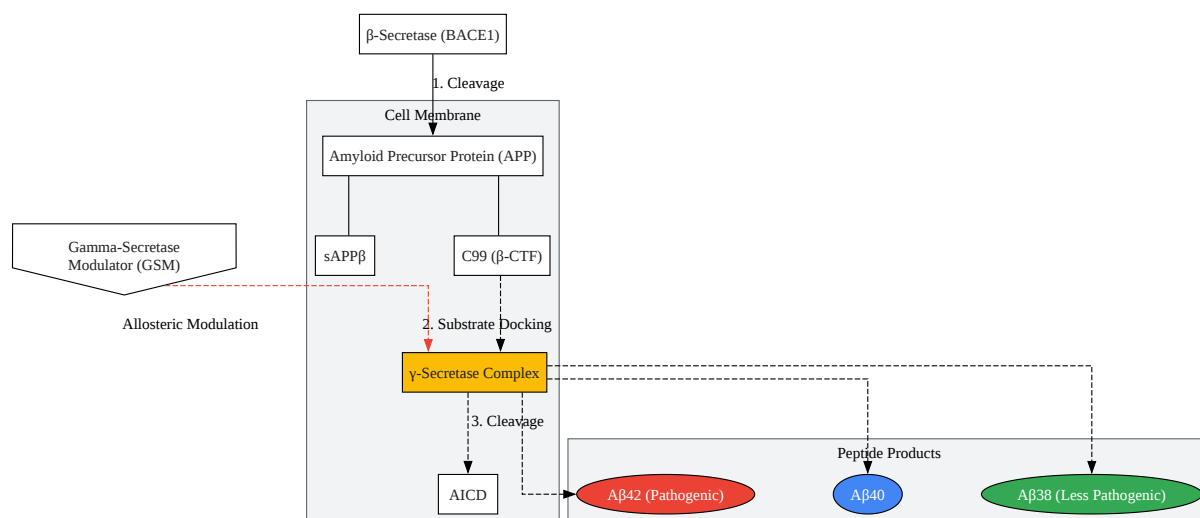 β-Secretase (BACE1)
1. Cleavage
Cell Membrane
Amyloid Precursor Protein (APP)
Gamma-Secretase
Modulator (GSM)
sAPPβ
C99 (β-CTF)
Allosteric Modulation
2. Substrate Docking
γ-Secretase Complex
3. Cleavage
Peptide Products
AICD
Aβ42 (Pathogenic)
Aβ40
Aβ38 (Less Pathogenic)